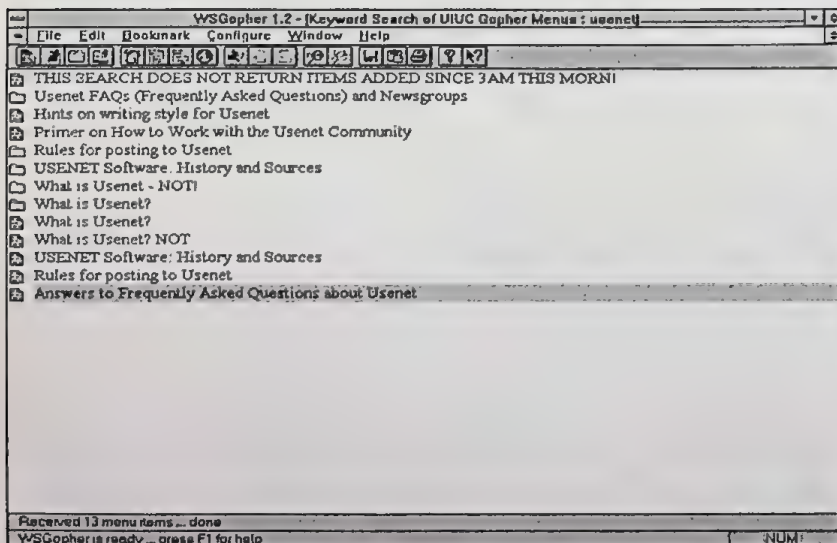 WSGopher 1.2 - [Keyword Search of UIUC Gopher Menus : usenet]
File Edit Bookmark Configure Window Help
THIS SEARCH DOES NOT RETURN ITEMS ADDED SINCE 3AM THIS MORNI
Usenet FAQs (Frequently Asked Questions) and Newsgroups
Hints on writing style for Usenet
Primer on How to Work with the Usenet Community
Rules for posting to Usenet
USENET Software. History and Sources
What is Usenet - NOT!
What is Usenet?
What is Usenet?
What is Usenet? NOT
USENET Software: History and Sources
Rules for posting to Usenet
Answers to Frequently Asked Questions about Usenet
Received 13 menu items ... done
WSGopher is ready ... press F1 for help NUM